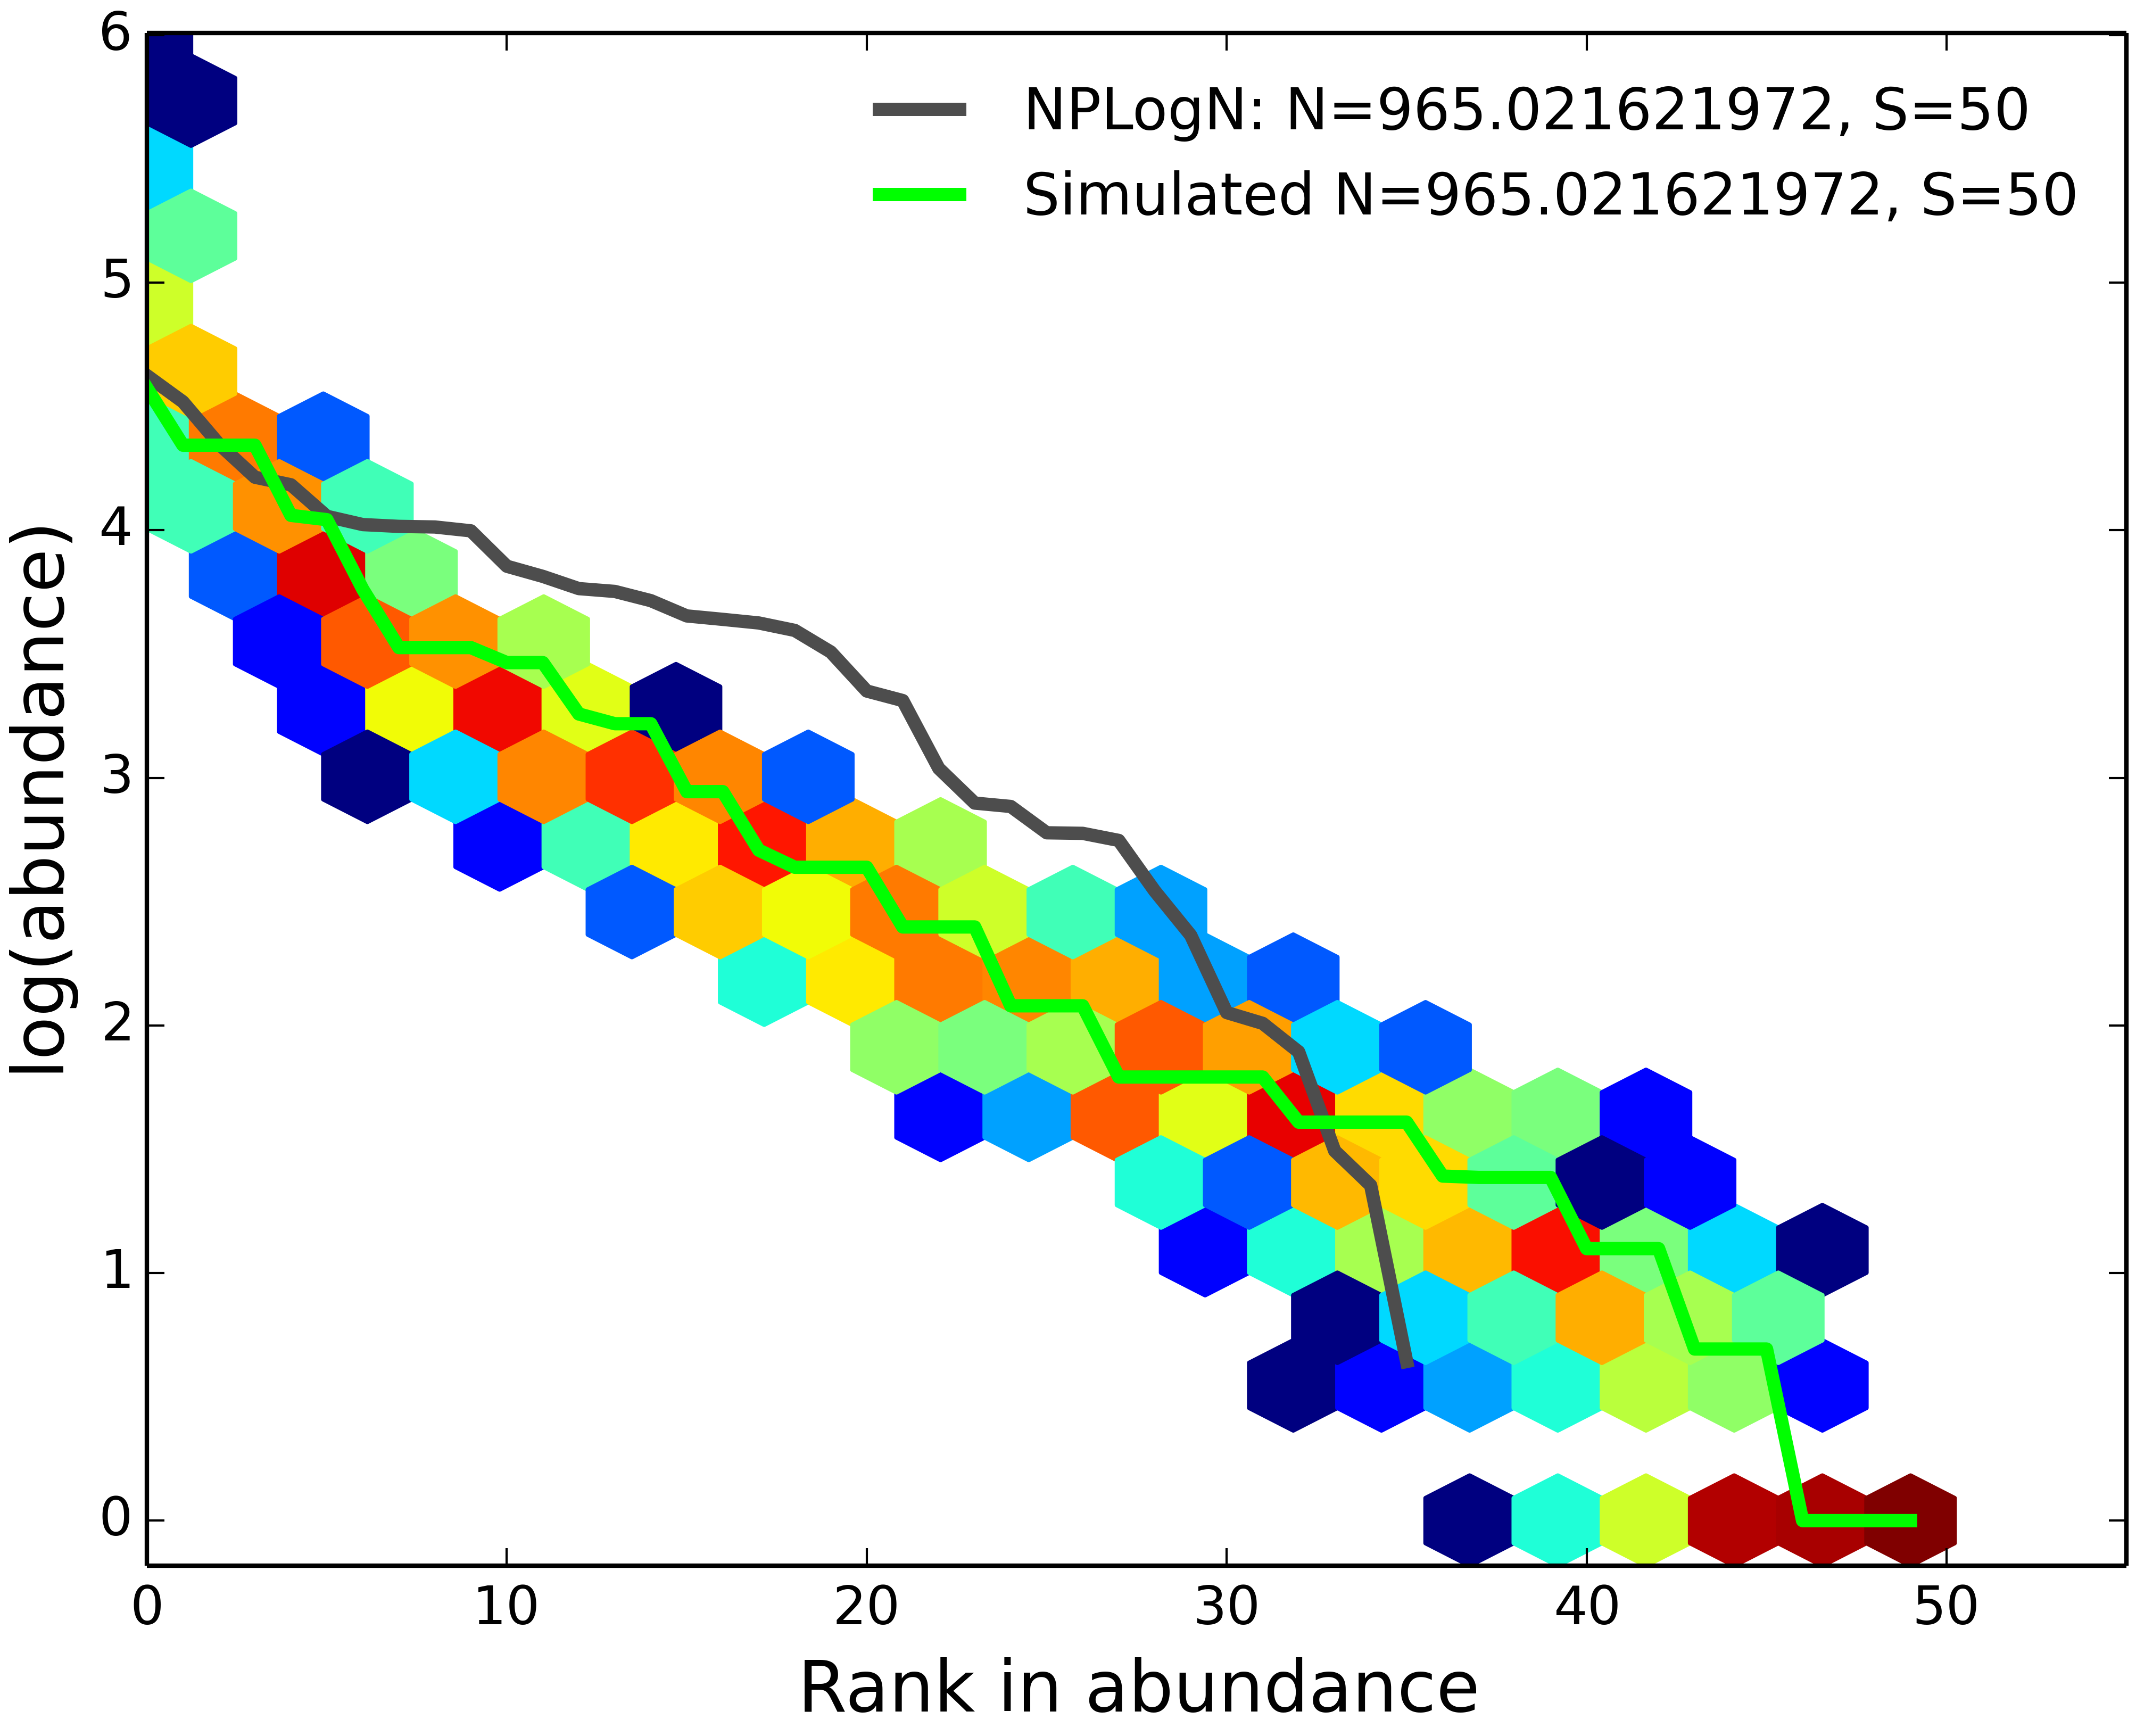 NPLogN: N=965.021621972, S=50
Simulated N=965.021621972, S=50
6
5
4
3
2
1
0
log(abundance)
0 10 20 30 40 50
Rank in abundance